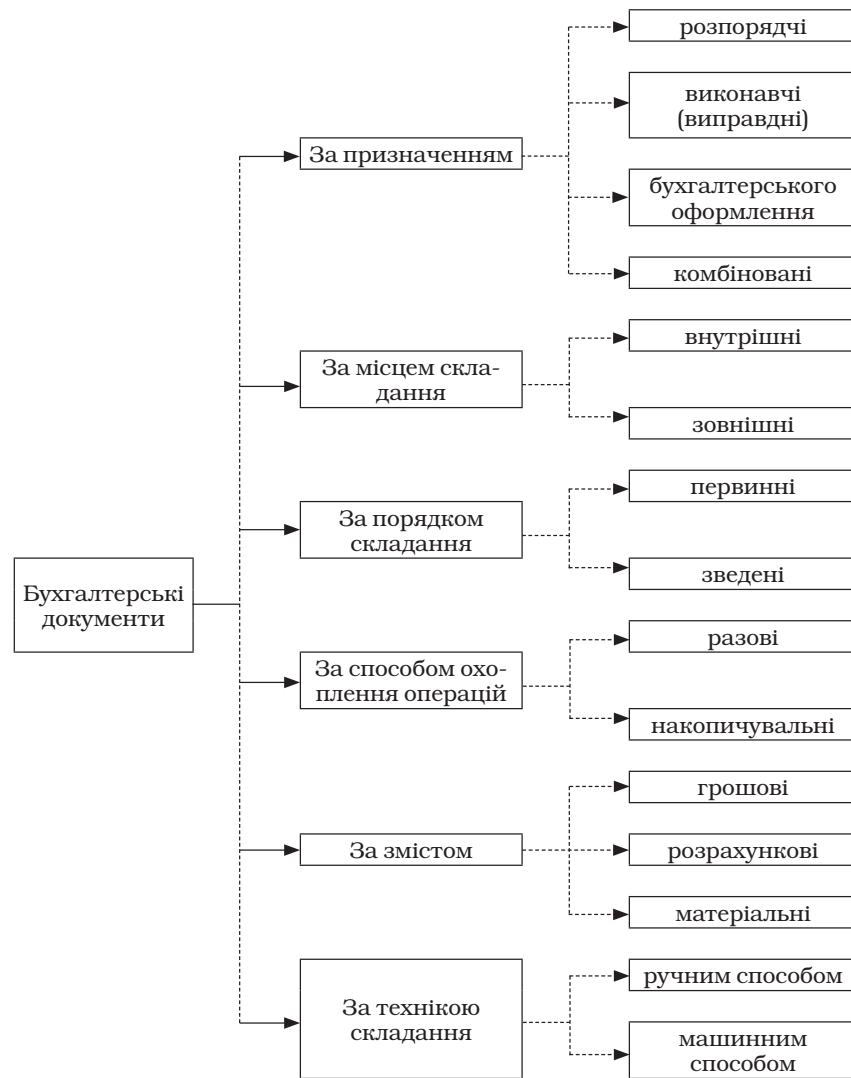 Бухгалтерські
документи
За призначенням
розпорядчі
виконавчі
(виправдні)
бухгалтерського
оформлення
комбіновані
За місцем скла-
дання
внутрішні
зовнішні
За порядком
складання
первинні
зведені
За способом охо-
плення операцій
разові
накопичувальні
За змістом
грошові
розрахункові
матеріальні
За технікою
складання
ручним способом
машинним
способом